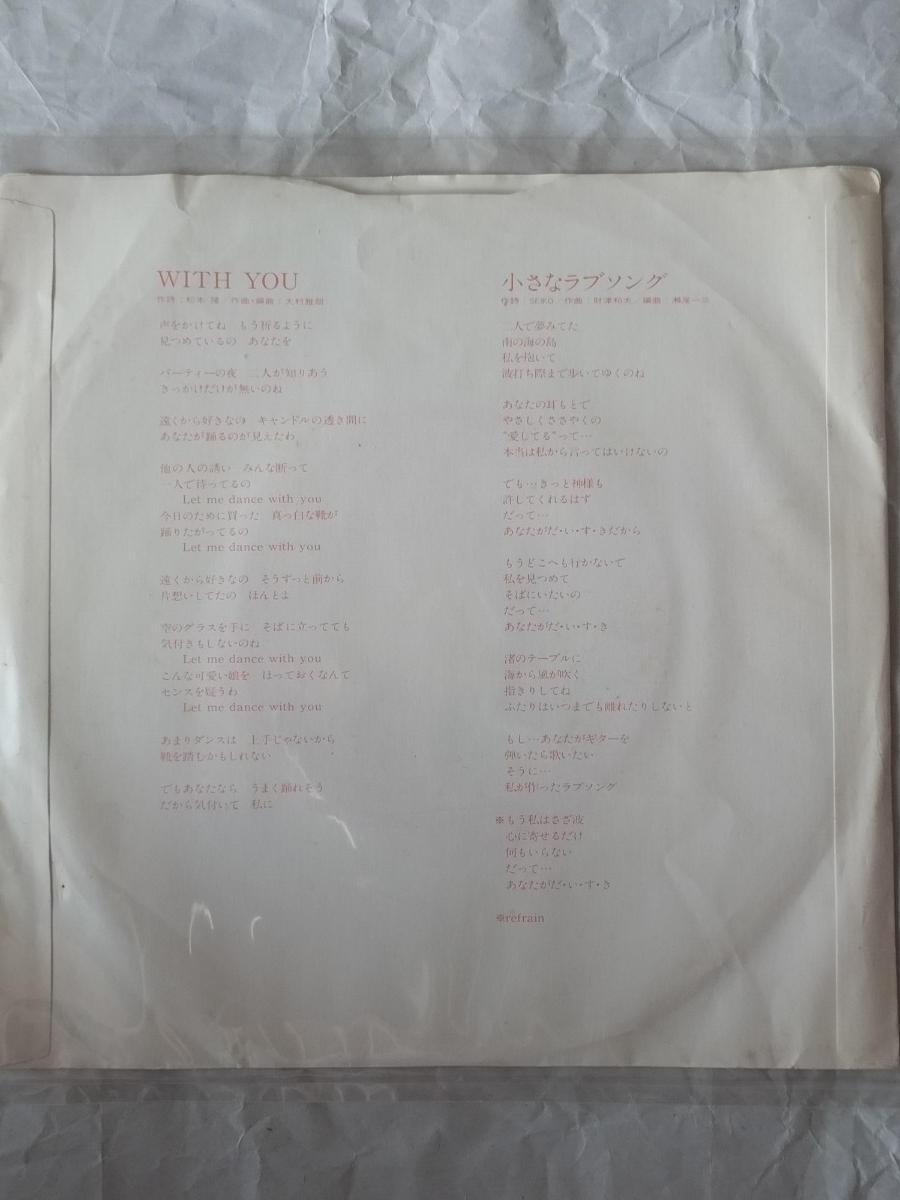 WITH YOU
作詩：松本 隆／作曲・編曲：大村雅朗
声をかけてね　もう祈るように
見つめているの　あなたを
パーティーの夜　二人が知りあう
きっかけだけが無いのね
遠くから好きなの　キャンドルの透き間に
あなたが踊るのが見えたわ
他の人の誘い　みんな断って
一人で待ってるの
Let me dance with you
今日のために買った　真っ白な靴が
踊りたがってるの
Let me dance with you
遠くから好きなの　そうずっと前から
片想いしてたの　ほんとよ
空のグラスを手に　そばに立ってても
気付きもしないのね
Let me dance with you
こんな可愛い娘を　ほっておくなんて
センスを疑うわ
Let me dance with you
あまりダンスは　上手じゃないから
靴を踏むかもしれない
でもあなたなら　うまく踊れそう
だから気付いて　私に
小さなラブソング
作詩：SEIKO／作曲：財津和夫／編曲：瀬尾一三
二人で夢みてた
南の海の島
私を抱いて
波打ち際まで歩いてゆくのね
あなたの耳もとで
やさしくささやくの
“愛してる”って…
本当は私から言ってはいけないの
でも…きっと神様も
許してくれるはず
だって…
あなたがだ・い・す・きだから
もうどこへも行かないで
私を見つめて
そばにいたいの
だって…
あなたがだ・い・す・き
渚のテーブルに
海から風が吹く
指きりしてね
ふたりはいつまでも離れたりしないと
もし…あなたがギターを
弾いたら歌いたい
そうに…
私が作ったラブソング
※もう私はさざ波
心に寄せるだけ
何もいらない
だって…
あなたがだ・い・す・き
※refrain